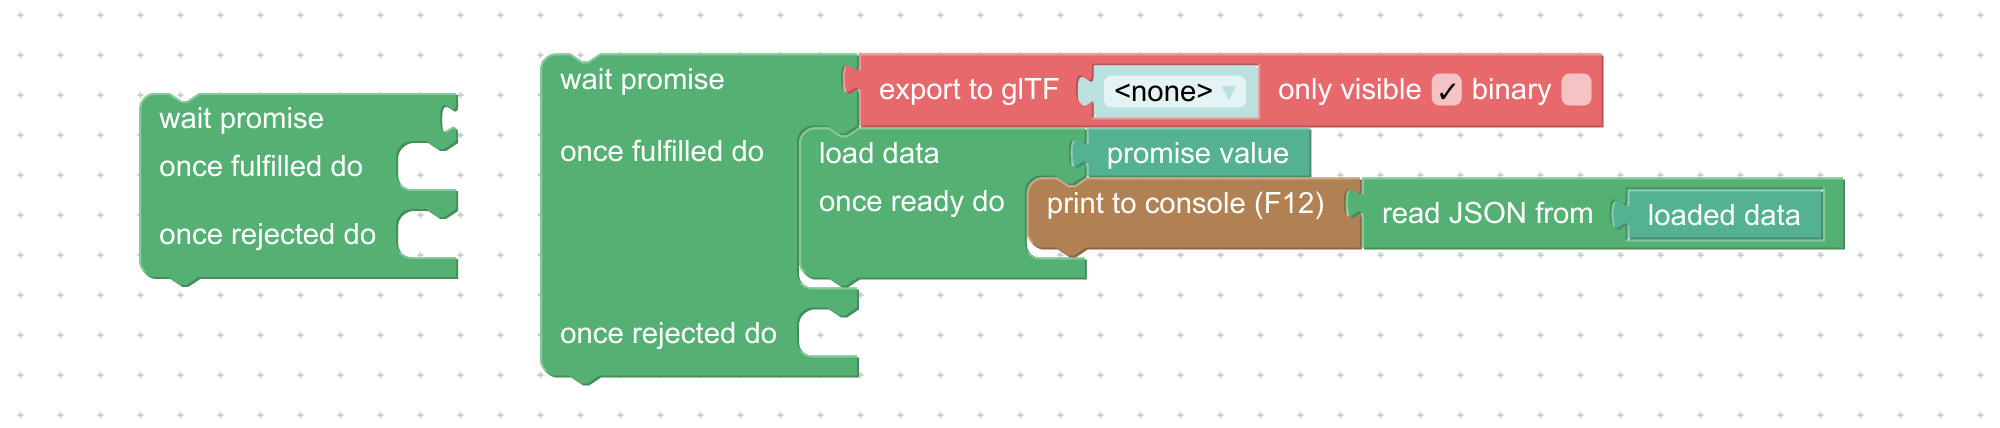 wait promise
once fulfilled do
once rejected do
wait promise export to glTF <none> only visible ✓ binary
once fulfilled do load data promise value
once ready do print to console (F12) read JSON from loaded data
once rejected do